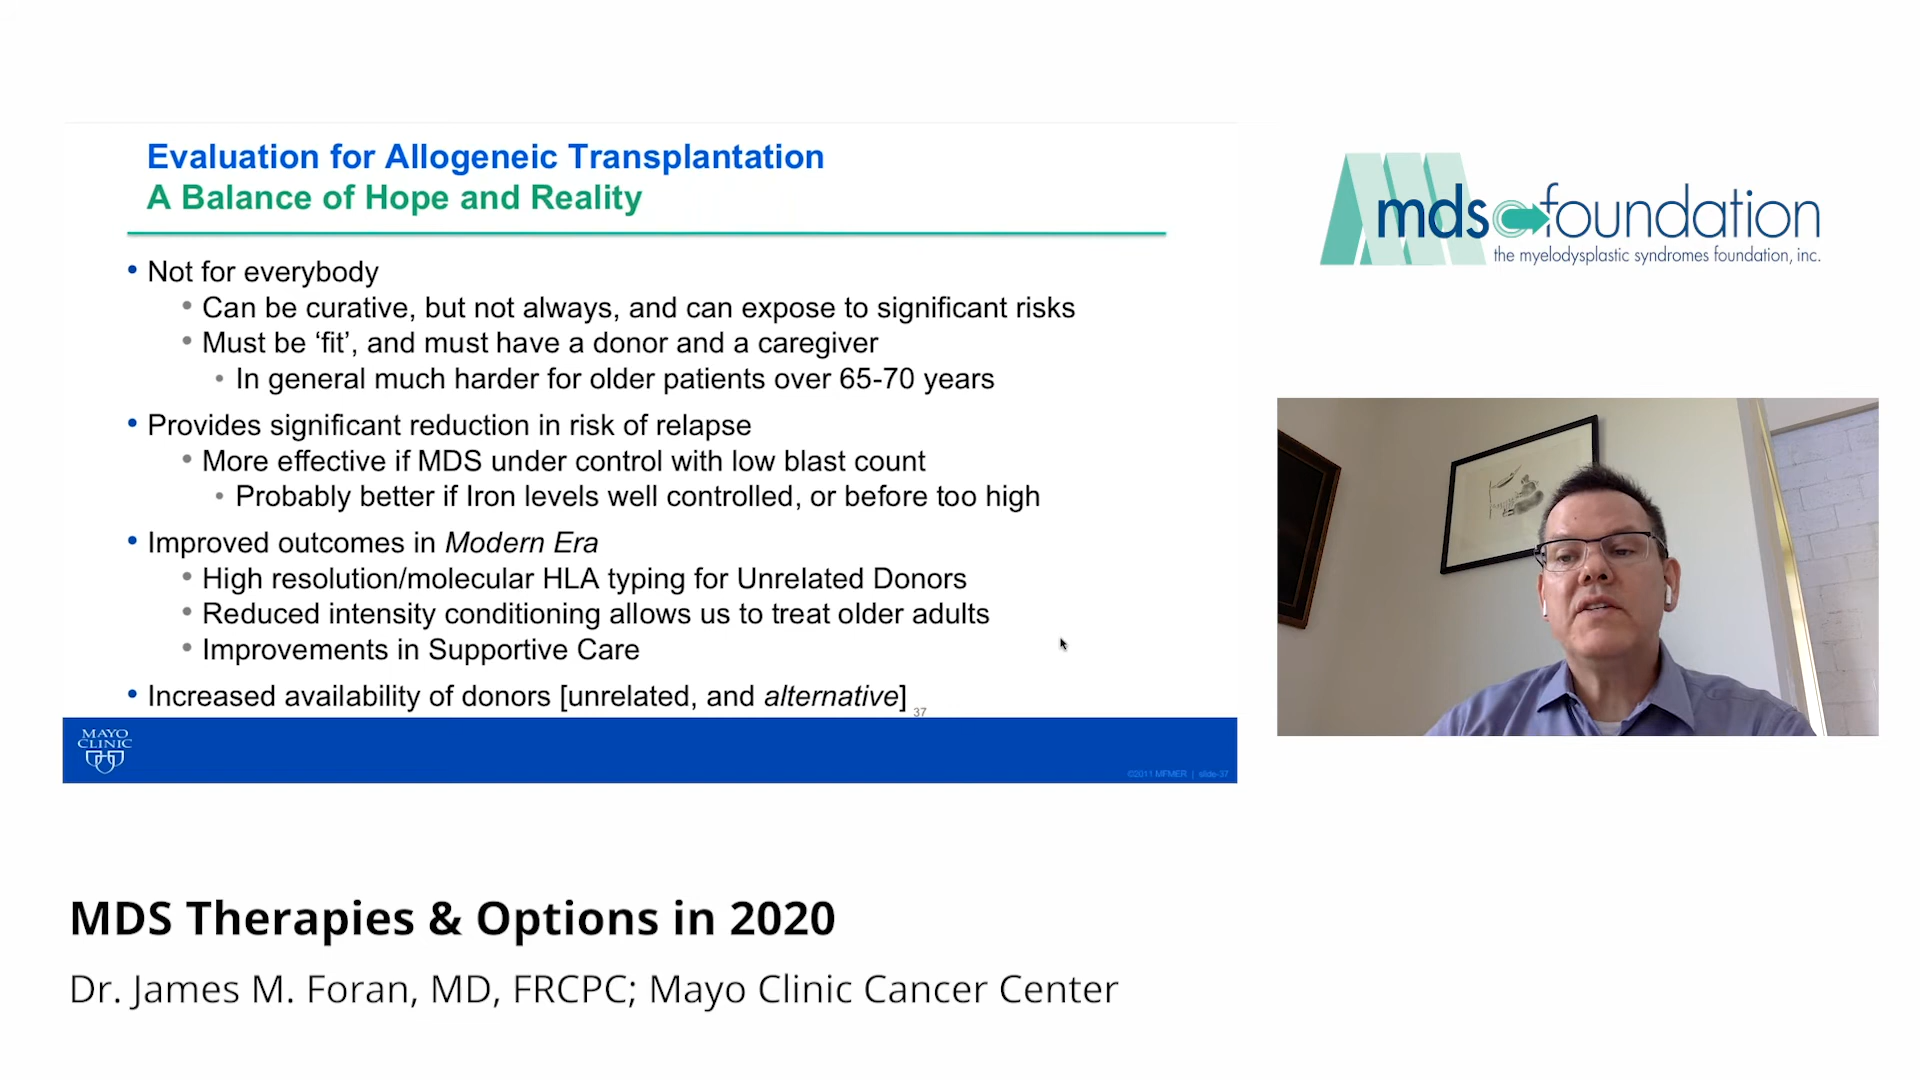 Evaluation for Allogeneic Transplantation
A Balance of Hope and Reality
• Not for everybody
• Can be curative, but not always, and can expose to significant risks
• Must be ‘fit’, and must have a donor and a caregiver
• In general much harder for older patients over 65-70 years
• Provides significant reduction in risk of relapse
• More effective if MDS under control with low blast count
• Probably better if Iron levels well controlled, or before too high
• Improved outcomes in Modern Era
• High resolution/molecular HLA typing for Unrelated Donors
• Reduced intensity conditioning allows us to treat older adults
• Improvements in Supportive Care
• Increased availability of donors [unrelated, and alternative]
37
MAYO
CLINIC
©2011 MFMER | slide-37
mds foundation
the myelodysplastic syndromes foundation, inc.
MDS Therapies & Options in 2020
Dr. James M. Foran, MD, FRCPC; Mayo Clinic Cancer Center